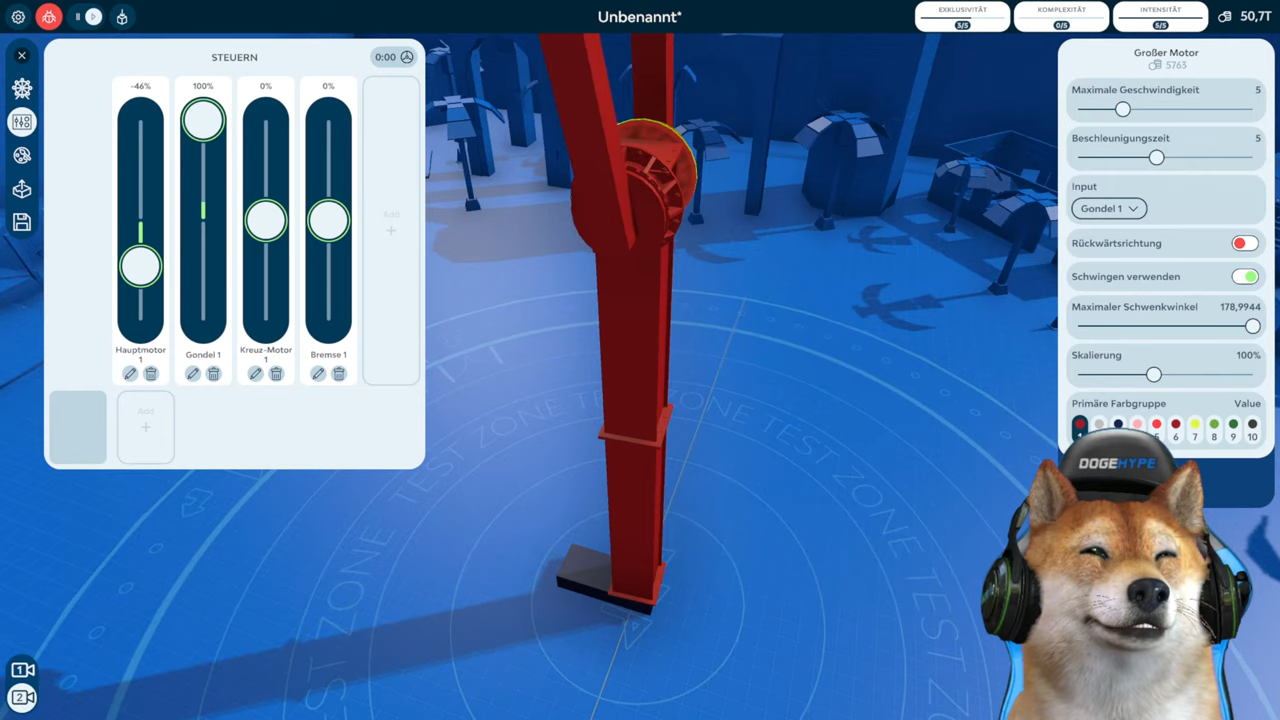 Unbenannt*
EXKLUSIVITÄT
3/5
KOMPLEXITÄT
0/5
INTENSITÄT
5/5
50,7T
STEUERN
0:00
-46%
100%
0%
0%
Add
+
Hauptmotor
1
Gondel 1
Kreuz-Motor
1
Bremse 1
Add
+
Großer Motor
5763
Maximale Geschwindigkeit 5
Beschleunigungszeit 5
Input
Gondel 1
Rückwärtsrichtung
Schwingen verwenden
Maximaler Schwenkwinkel 178,9944
Skalierung 100%
Primäre Farbgruppe Value
6 7 8 9 10
TEST ZONE TEST ZONE
TEST ZONE
TEST
DOGEHYPE
1
2